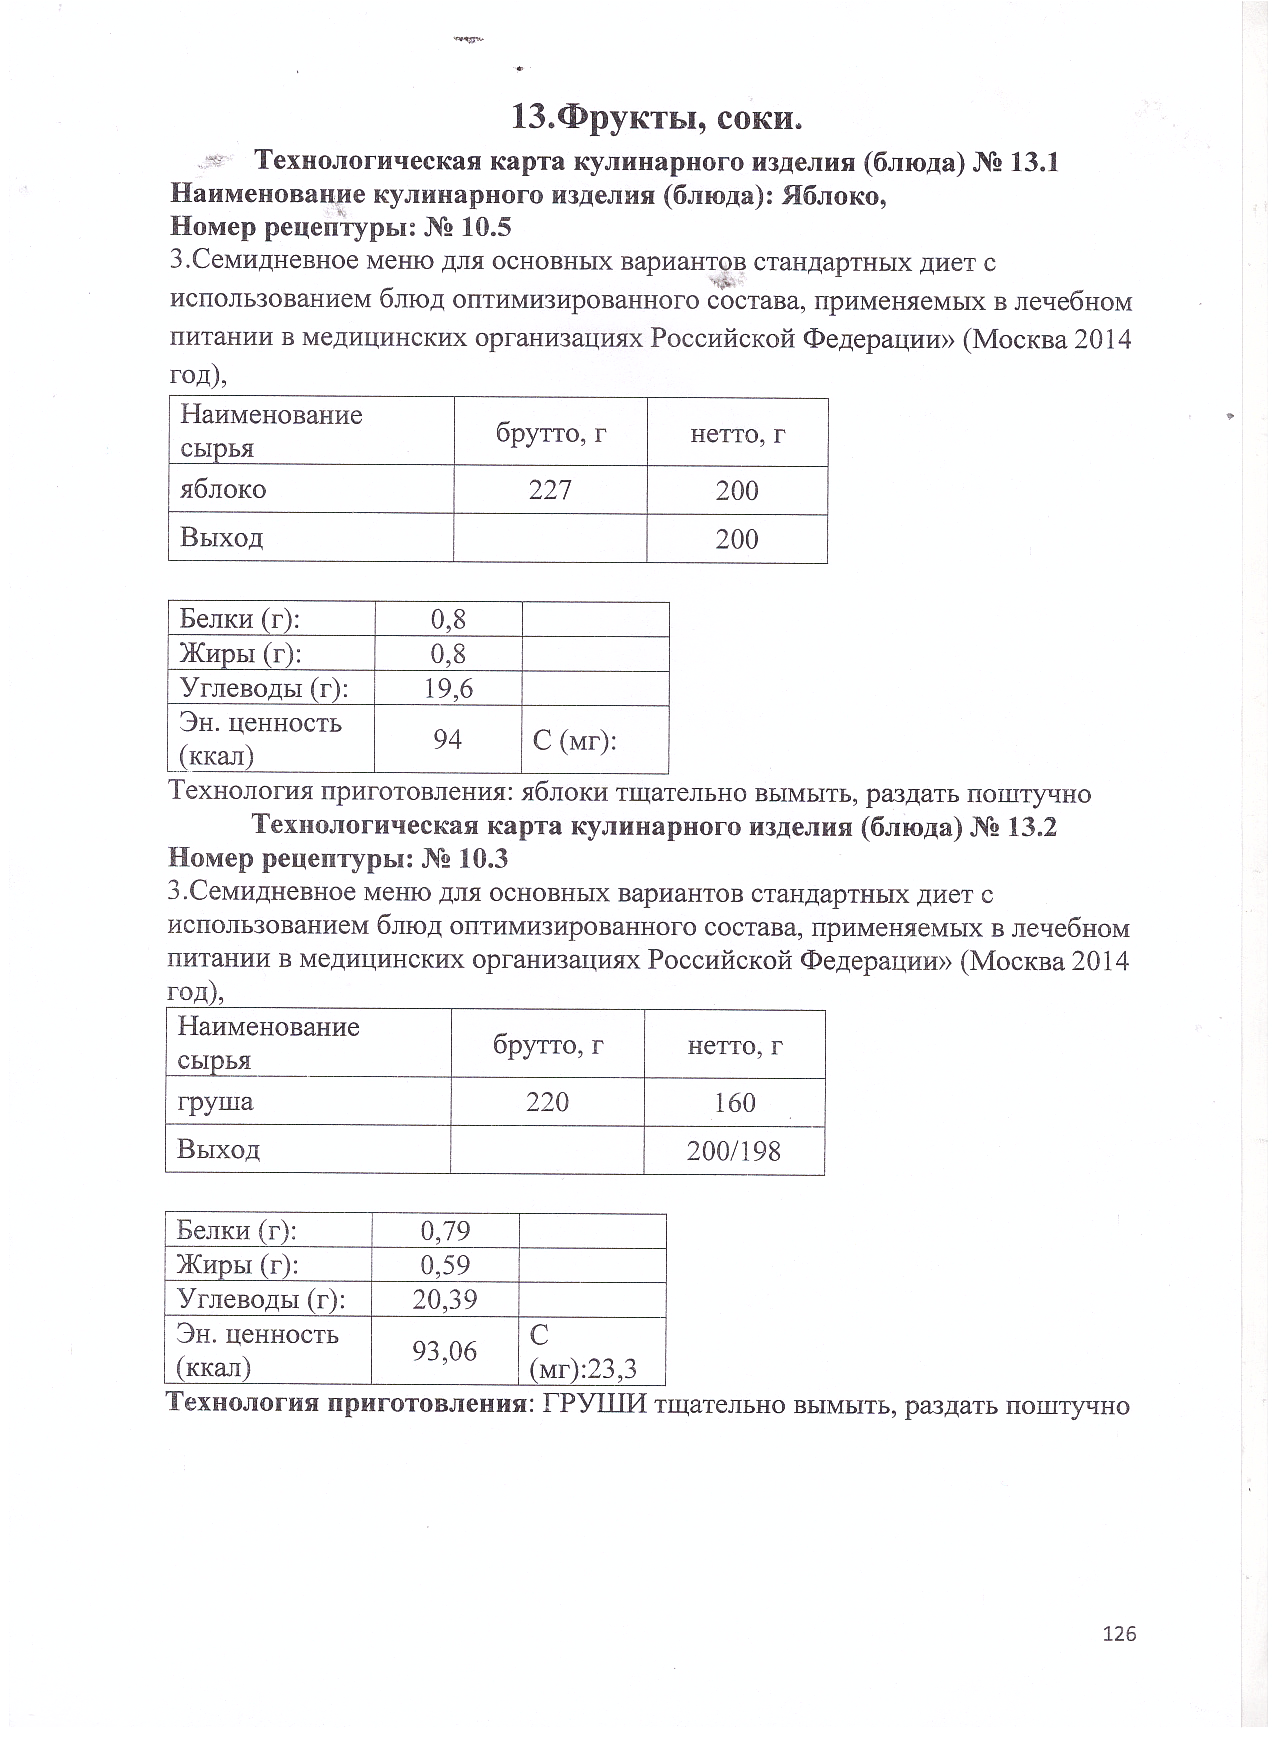 13.Фрукты, соки.
Технологическая карта кулинарного изделия (блюда) № 13.1
Наименование кулинарного изделия (блюда): Яблоко,
Номер рецептуры: № 10.5
3.Семидневное меню для основных вариантов стандартных диет с
использованием блюд оптимизированного состава, применяемых в лечебном
питании в медицинских организациях Российской Федерации» (Москва 2014
год),
Наименование
сырья
брутто, г
нетто, г
яблоко 227 200
Выход 200
Белки (г): 0,8
Жиры (г): 0,8
Углеводы (г): 19,6
Эн. ценность
(ккал)
94
С (мг):
Технология приготовления: яблоки тщательно вымыть, раздать поштучно
Технологическая карта кулинарного изделия (блюда) № 13.2
Номер рецептуры: № 10.3
3.Семидневное меню для основных вариантов стандартных диет с
использованием блюд оптимизированного состава, применяемых в лечебном
питании в медицинских организациях Российской Федерации» (Москва 2014
год),
Наименование
сырья
брутто, г
нетто, г
груша 220 160
Выход 200/198
Белки (г): 0,79
Жиры (г): 0,59
Углеводы (г): 20,39
Эн. ценность
(ккал)
93,06
С
(мг):23,3
Технология приготовления: ГРУШИ тщательно вымыть, раздать поштучно
126